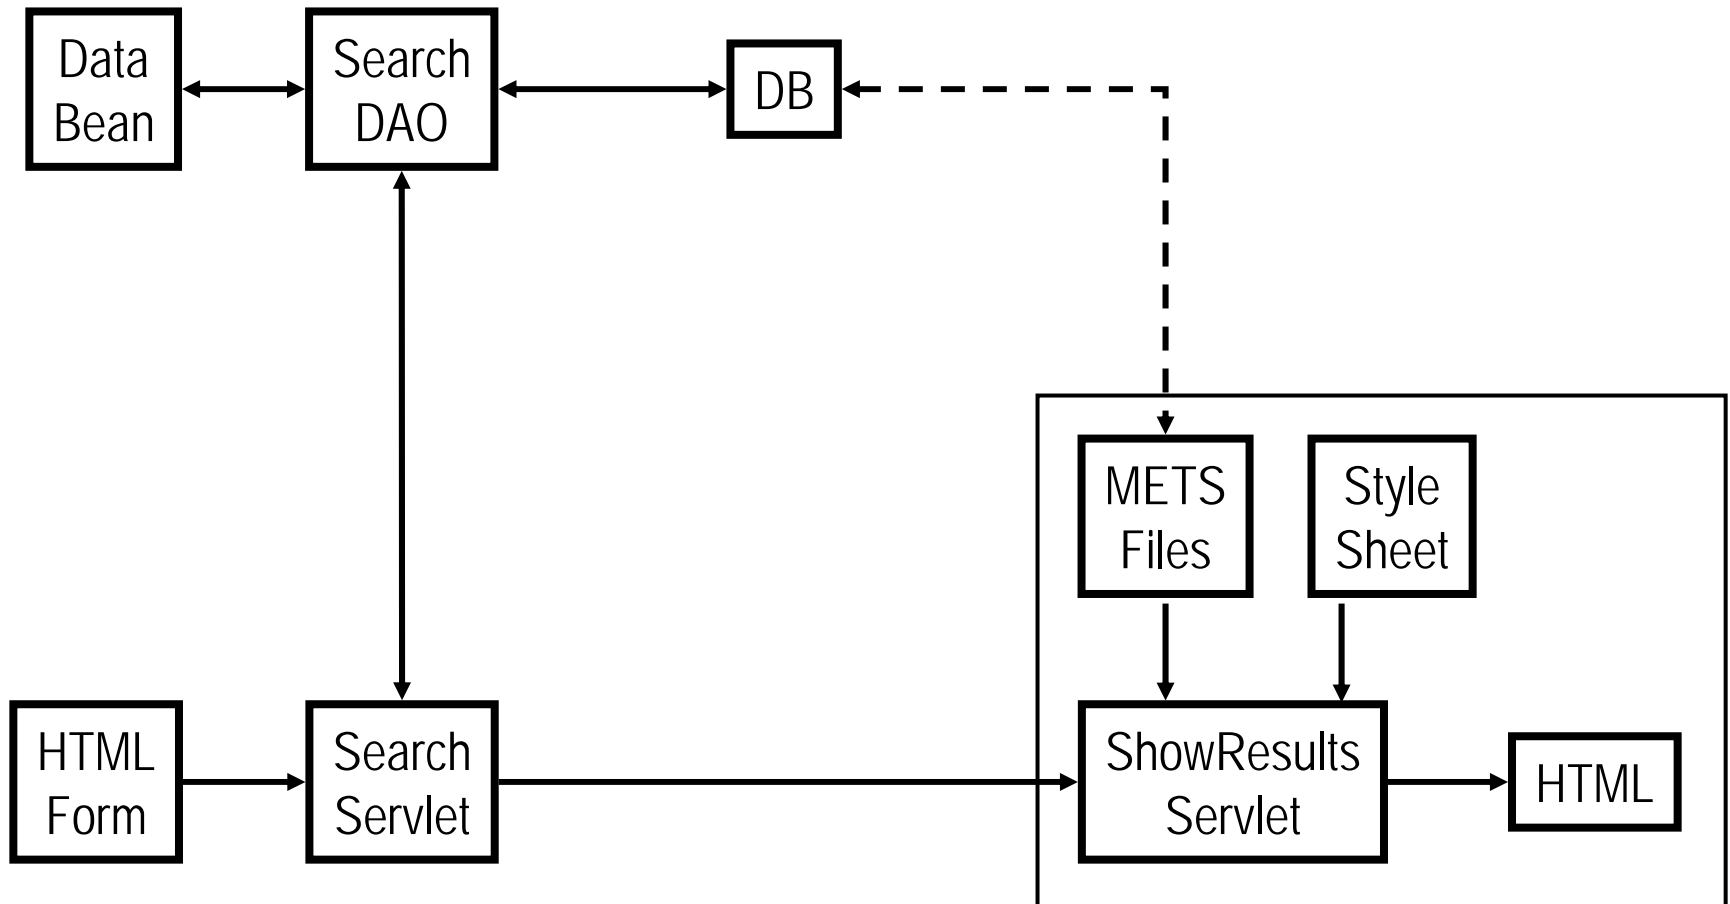 Data
Bean
Search
DAO
DB
METS
Files
Style
Sheet
HTML
Form
Search
Servlet
ShowResults
Servlet
HTML